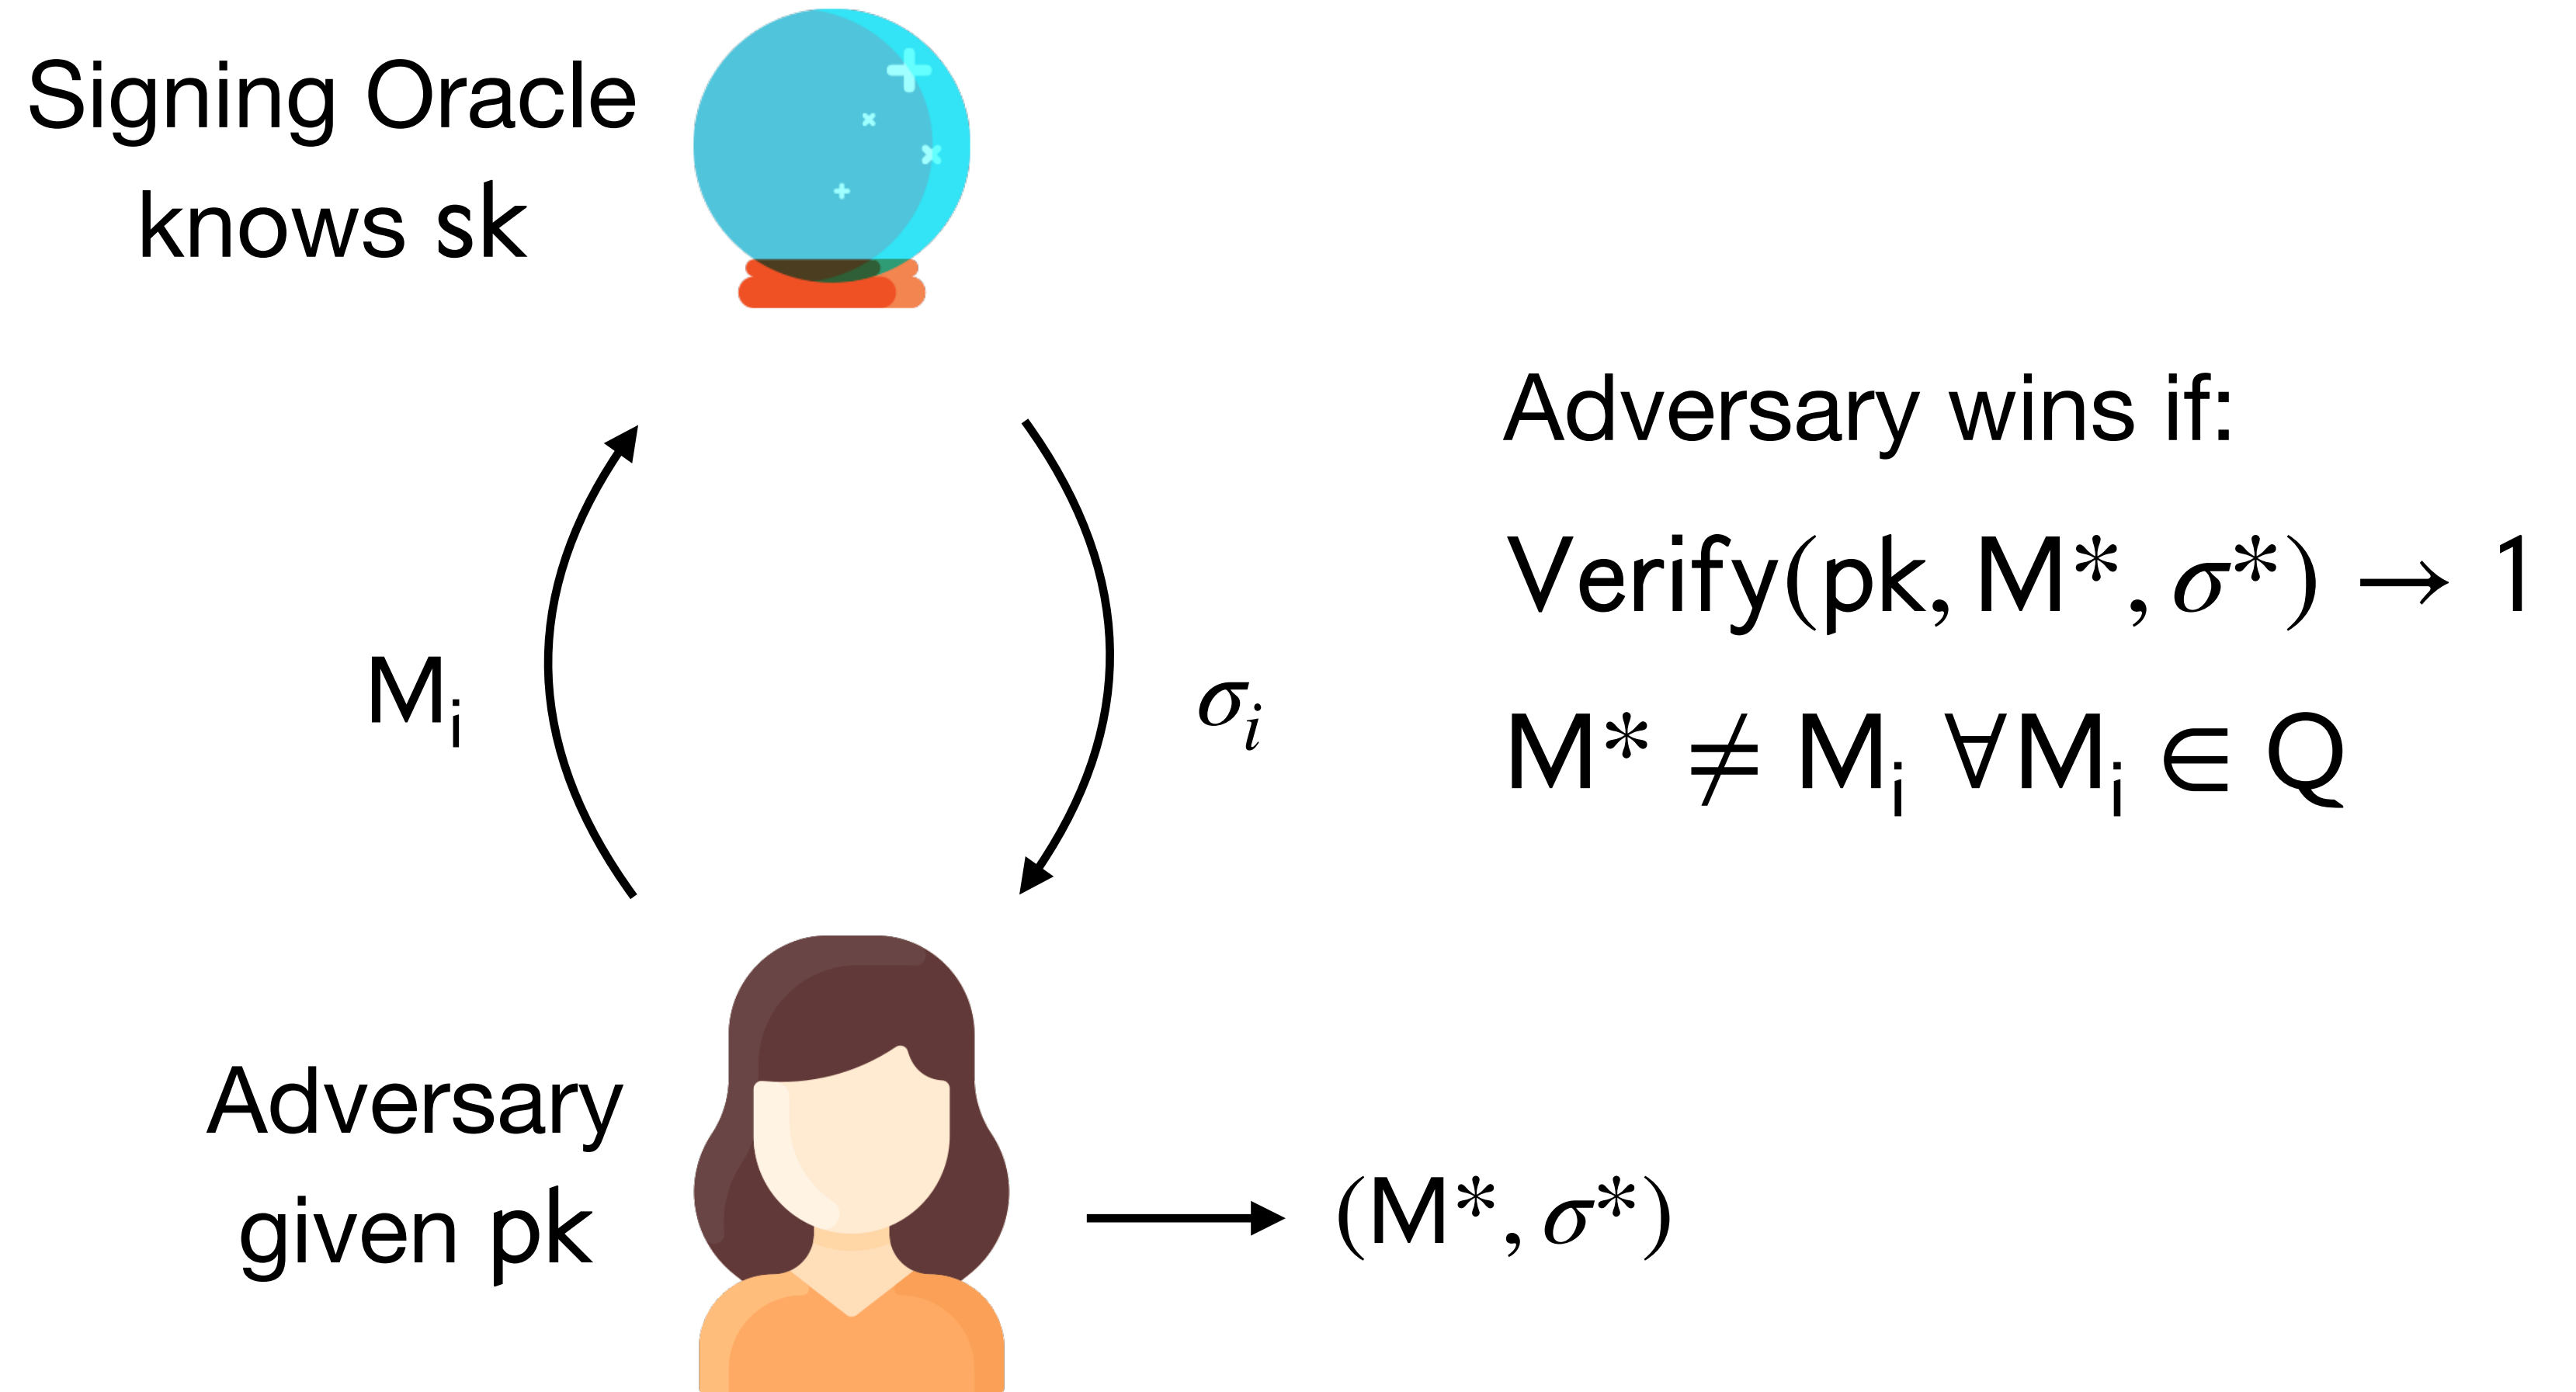 Signing Oracle
knows sk
Adversary wins if:
Verify(pk, M*, σ*) → 1
M* ≠ Mᵢ ∀Mᵢ ∈ Q
Mᵢ
σᵢ
Adversary
given pk
(M*, σ*)